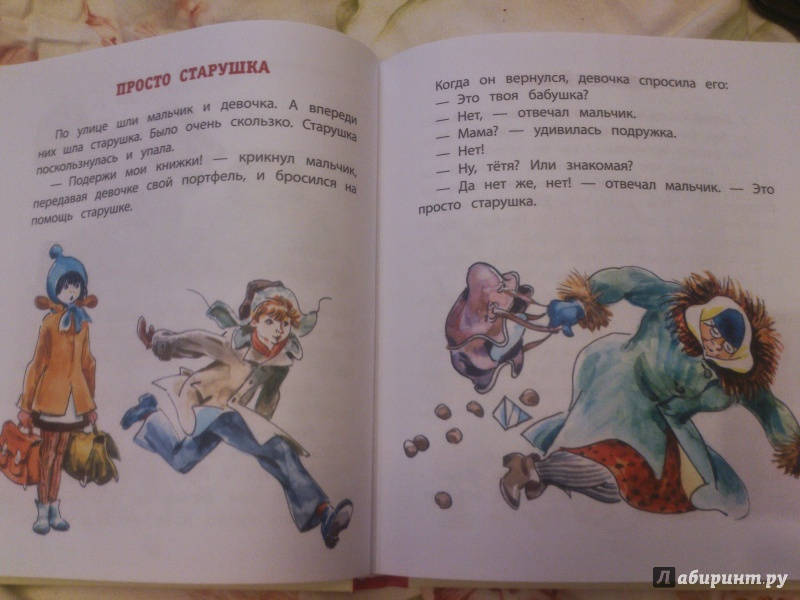 ПРОСТО СТАРУШКА
По улице шли мальчик и девочка. А впереди
них шла старушка. Было очень скользко. Старушка
поскользнулась и упала.
— Подержи мои книжки! — крикнул мальчик,
передавая девочке свой портфель, и бросился на
помощь старушке.
Когда он вернулся, девочка спросила его:
— Это твоя бабушка?
— Нет, — отвечал мальчик.
— Мама? — удивилась подружка.
— Нет!
— Ну, тётя? Или знакомая?
— Да нет же, нет! — отвечал мальчик. — Это
просто старушка.
Лабиринт.ру